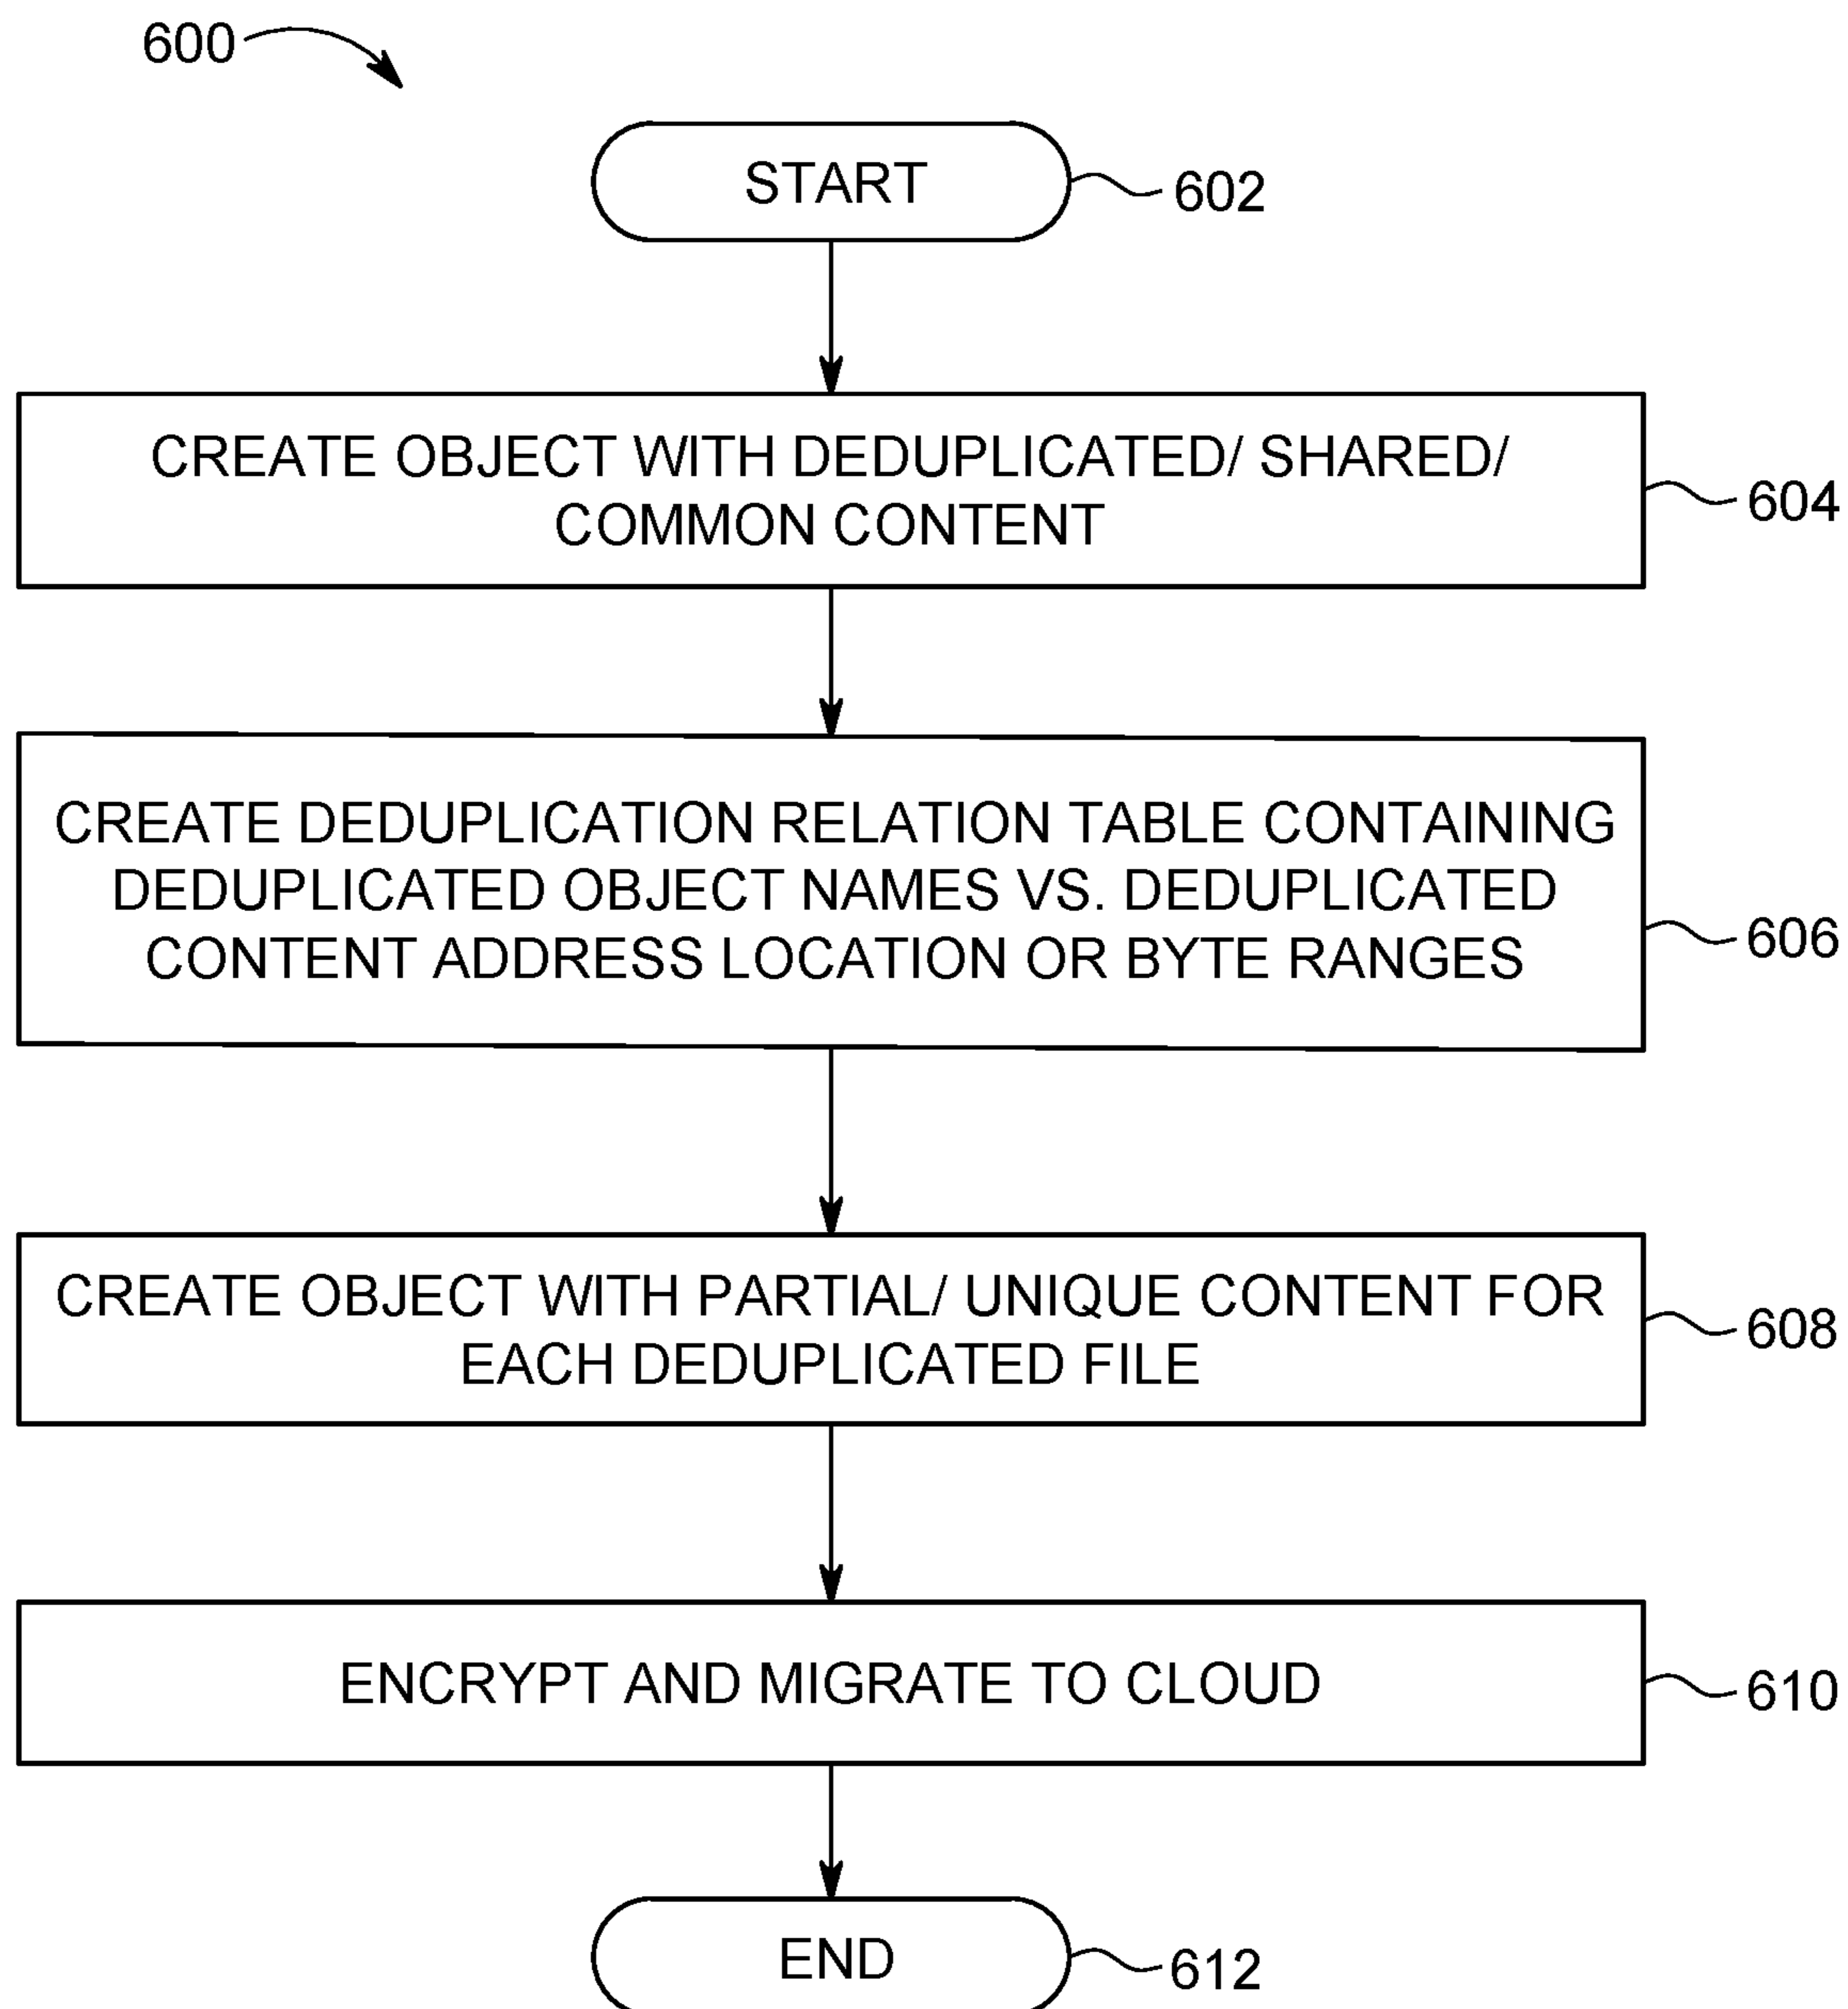 600
START
602
CREATE OBJECT WITH DEDUPLICATED/ SHARED/
COMMON CONTENT
604
CREATE DEDUPLICATION RELATION TABLE CONTAINING
DEDUPLICATED OBJECT NAMES VS. DEDUPLICATED
CONTENT ADDRESS LOCATION OR BYTE RANGES
606
CREATE OBJECT WITH PARTIAL/ UNIQUE CONTENT FOR
EACH DEDUPLICATED FILE
608
ENCRYPT AND MIGRATE TO CLOUD
610
END
612